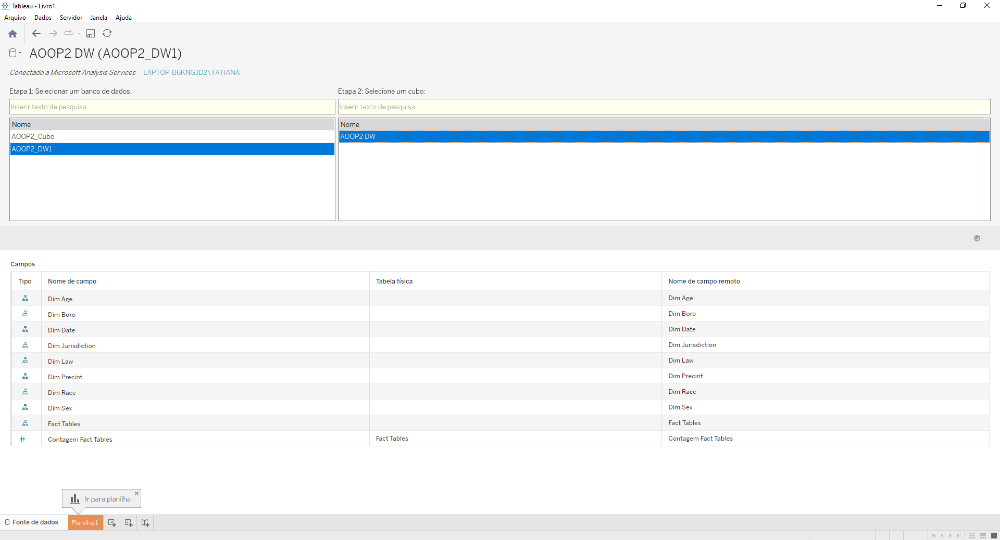 Tableau - Livro1
Arquivo Dados Servidor Janela Ajuda
AOOP2 DW (AOOP2_DW1)
Conectado a Microsoft Analysis Services LAPTOP-B6KNGJD2\TATIANA
Etapa 1: Selecionar um banco de dados:
Inserir texto de pesquisa
Nome
AOOP2_Cubo
AOOP2_DW1
Etapa 2: Selecione um cubo:
Inserir texto de pesquisa
Nome
AOOP2 DW
Campos
Tipo Nome de campo Tabela física Nome de campo remoto
Dim Age Dim Age
Dim Boro Dim Boro
Dim Date Dim Date
Dim Jurisdiction Dim Jurisdiction
Dim Law Dim Law
Dim Precint Dim Precint
Dim Race Dim Race
Dim Sex Dim Sex
Fact Tables Fact Tables
# Contagem Fact Tables Fact Tables Contagem Fact Tables
Ir para planilha
Fonte de dados Planilha 1